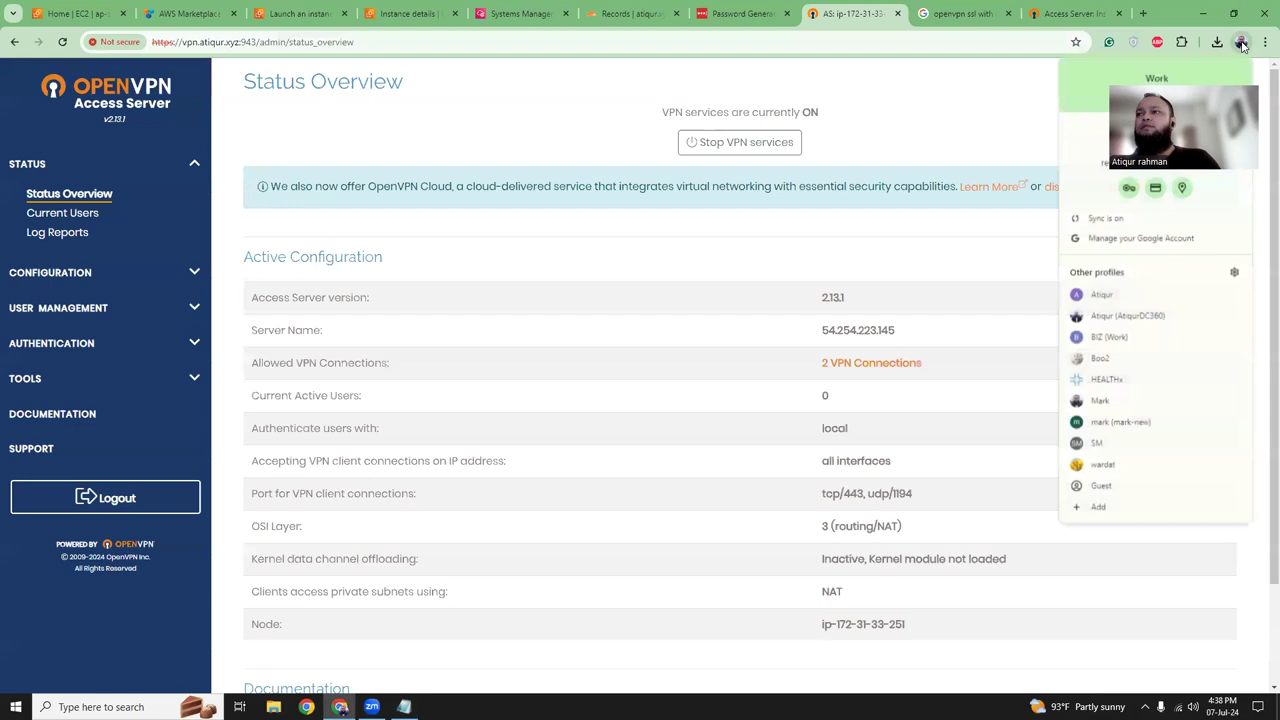 Home | EC2 | ap-
AWS Marketplac
Launch an instan
Instance details |
Systems Manager
Records | atiqur.x
Password Genera
AS: ip-172-31-33-
openvpn ssl with
Access Server: In
Not secure
https://vpn.atiqur.xyz:943/admin/status_overview
OPENVPN
Access Server
v2.13.1
STATUS
Status Overview
Current Users
Log Reports
CONFIGURATION
USER MANAGEMENT
AUTHENTICATION
TOOLS
DOCUMENTATION
SUPPORT
Logout
POWERED BY OPENVPN
© 2009-2024 OpenVPN Inc.
All Rights Reserved
Status Overview
VPN services are currently ON
Stop VPN services
We also now offer OpenVPN Cloud, a cloud-delivered service that integrates virtual networking with essential security capabilities. Learn More or dis
Active Configuration
Access Server version: 2.13.1
Server Name: 54.254.223.145
Allowed VPN Connections: 2 VPN Connections
Current Active Users: 0
Authenticate users with: local
Accepting VPN client connections on IP address: all interfaces
Port for VPN client connections: tcp/443, udp/1194
OSI Layer: 3 (routing/NAT)
Kernel data channel offloading: Inactive, Kernel module not loaded
Clients access private subnets using: NAT
Node: ip-172-31-33-251
Documentation
Work
Atiqur rahman
Sync is on
Manage your Google Account
Other profiles
Atiqur
Atiqur (AtiqurDC360)
BIZ (Work)
Boo2
HEALTHx
Mark
mark (mark-new)
SM
wardat
Guest
Add
Type here to search
93°F Partly sunny
4:38 PM
07-Jul-24